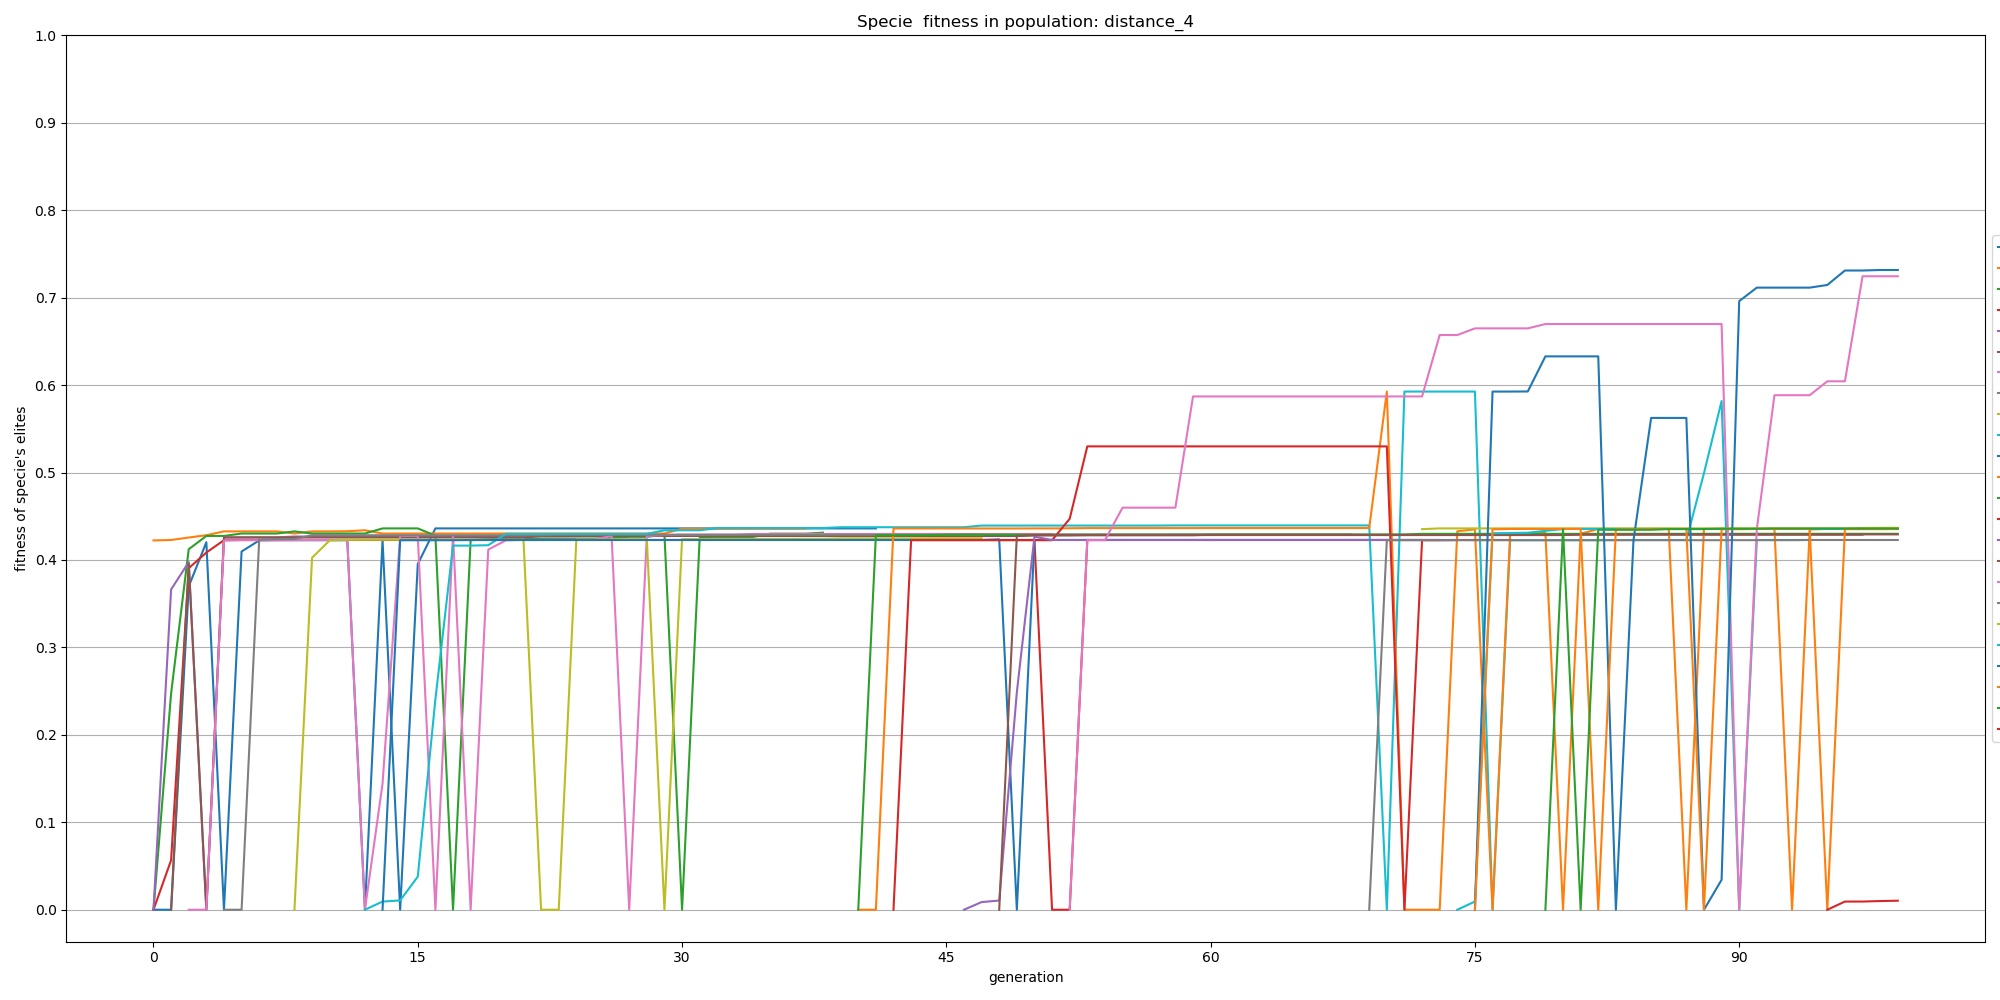 Specie  fitness in population: distance_4
1.0
0.9
0.8
0.7
0.6
0.5
0.4
0.3
0.2
0.1
0.0
fitness of specie's elites
0 15 30 45 60 75 90
generation